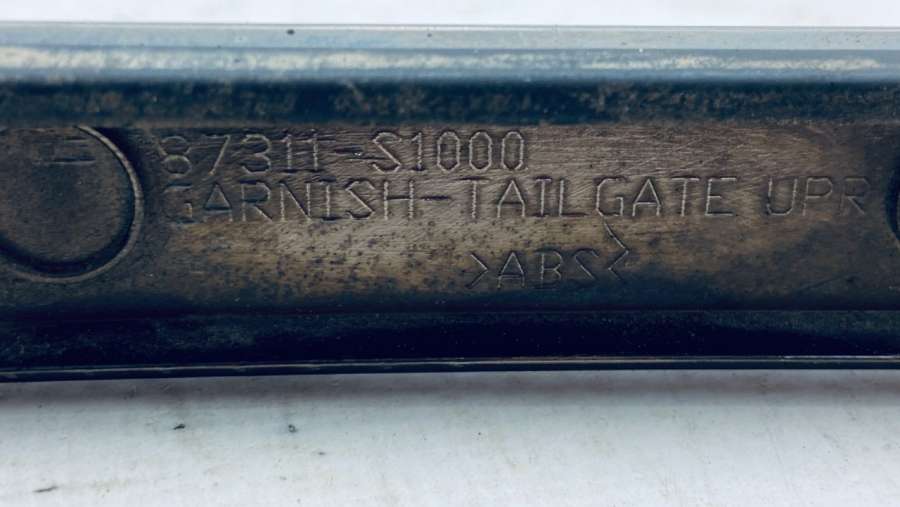 87311-S1000
GARNISH-TAILGATE UPR
>ABS<